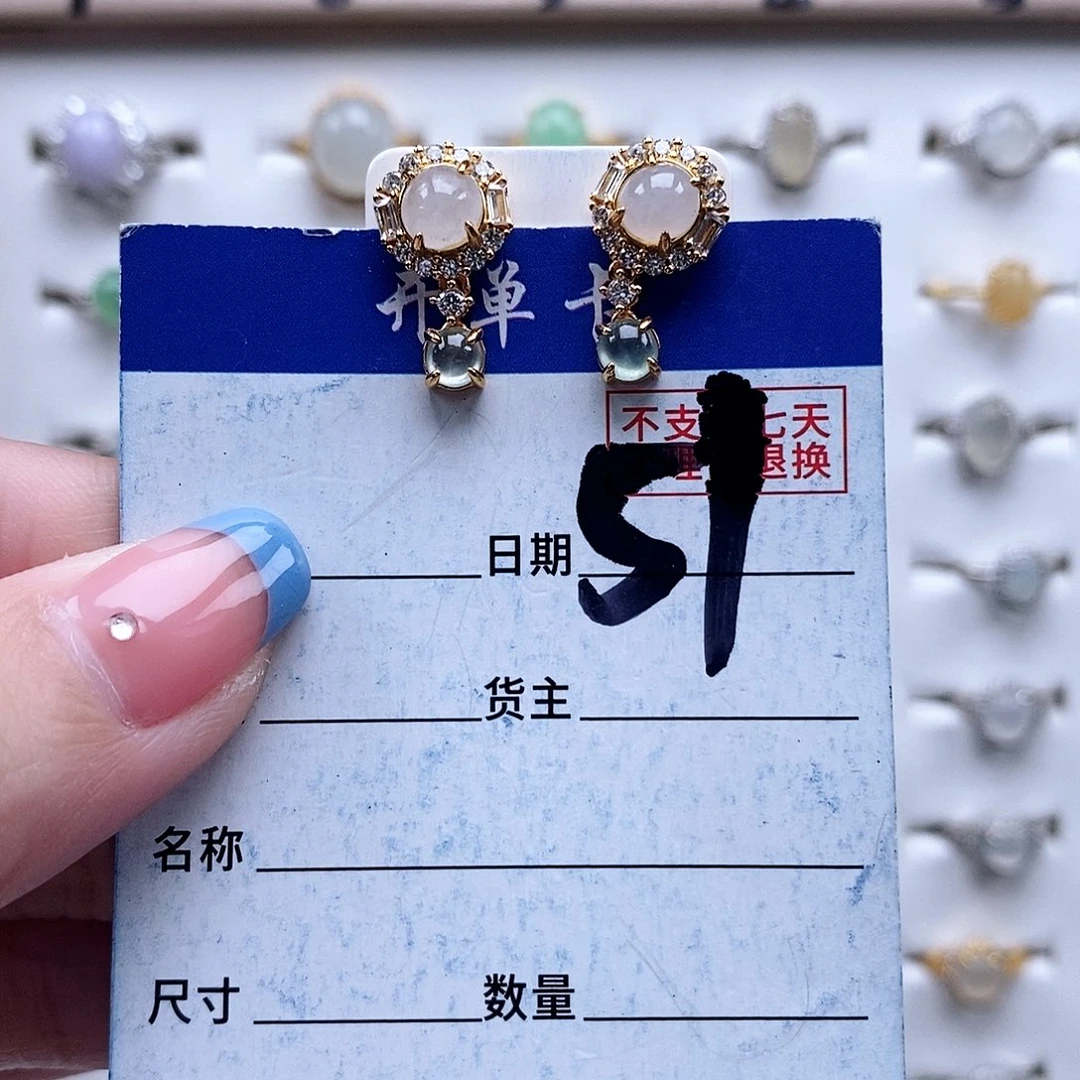 开单卡
不支 七天
理 退换
51
日期
货主
名称
尺寸 数量